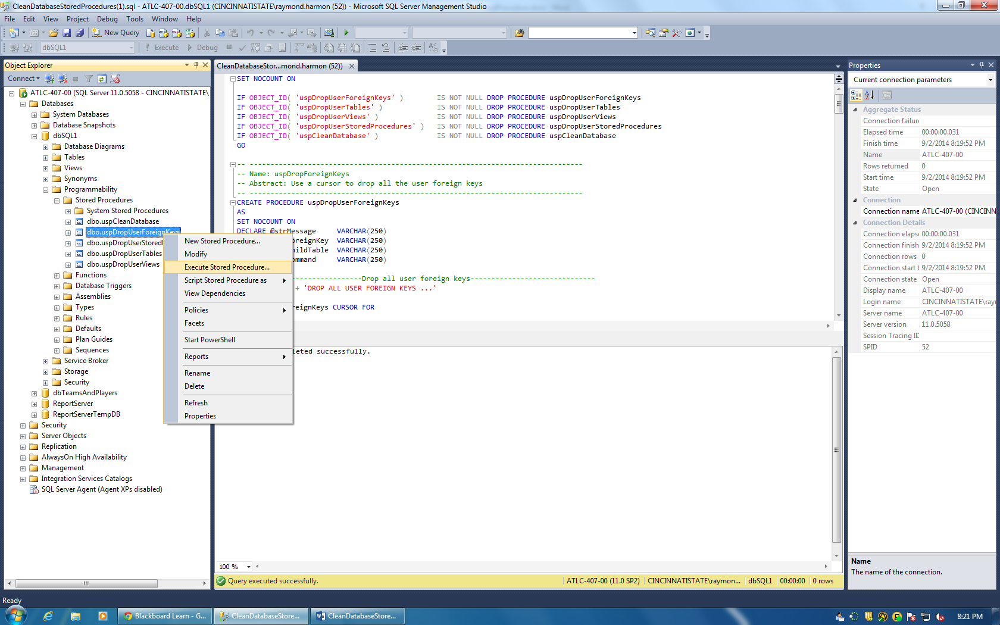 CleanDatabaseStoredProcedures(1).sql - ATLC-407-00.dbSQL1 (CINCINNATISTATE\raymond.harmon (52)) - Microsoft SQL Server Management Studio
File Edit View Project Debug Tools Window Help
New Query
dbSQL1 Execute Debug
Object Explorer
Connect
ATLC-407-00 (SQL Server 11.0.5058 - CINCINNATISTATE\
Databases
System Databases
Database Snapshots
dbSQL1
Database Diagrams
Tables
Views
Synonyms
Programmability
Stored Procedures
System Stored Procedures
dbo.uspCleanDatabase
dbo.uspDropUserForeignKeys
dbo.uspDropUserStored
dbo.uspDropUserTables
dbo.uspDropUserViews
Functions
Database Triggers
Assemblies
Types
Rules
Defaults
Plan Guides
Sequences
Service Broker
Storage
Security
dbTeamsAndPlayers
ReportServer
ReportServerTempDB
Security
Server Objects
Replication
AlwaysOn High Availability
Management
Integration Services Catalogs
SQL Server Agent (Agent XPs disabled)
New Stored Procedure...
Modify
Execute Stored Procedure...
Script Stored Procedure as
View Dependencies
Policies
Facets
Start PowerShell
Reports
Rename
Delete
Refresh
Properties
CleanDatabaseStor...mond.harmon (52))
SET NOCOUNT ON
IF OBJECT_ID( 'uspDropUserForeignKeys' ) IS NOT NULL DROP PROCEDURE uspDropUserForeignKeys
IF OBJECT_ID( 'uspDropUserTables' ) IS NOT NULL DROP PROCEDURE uspDropUserTables
IF OBJECT_ID( 'uspDropUserViews' ) IS NOT NULL DROP PROCEDURE uspDropUserViews
IF OBJECT_ID( 'uspDropUserStoredProcedures' ) IS NOT NULL DROP PROCEDURE uspDropUserStoredProcedures
IF OBJECT_ID( 'uspCleanDatabase' ) IS NOT NULL DROP PROCEDURE uspCleanDatabase
GO
-- --------------------------------------------------------------------------------
-- Name: uspDropForeignKeys
-- Abstract: Use a cursor to drop all the user foreign keys
-- --------------------------------------------------------------------------------
CREATE PROCEDURE uspDropUserForeignKeys
AS
SET NOCOUNT ON
DECLARE @strMessage VARCHAR(250)
oreignKey VARCHAR(250)
hildTable VARCHAR(250)
ommand VARCHAR(250)
-----------------Drop all user foreign keys------------------------------
+ 'DROP ALL USER FOREIGN KEYS ...'
reignKeys CURSOR FOR
leted successfully.
100 %
Query executed successfully. ATLC-407-00 (11.0 SP2) CINCINNATISTATE\raymon... dbSQL1 00:00:00 0 rows
Properties
Current connection parameters
Aggregate Status
Connection failur
Elapsed time 00:00:00.031
Finish time 9/2/2014 8:19:52 PM
Name ATLC-407-00
Rows returned 0
Start time 9/2/2014 8:19:52 PM
State Open
Connection
Connection name ATLC-407-00 (CINCINN
Connection Details
Connection elaps 00:00:00.031
Connection finish 9/2/2014 8:19:52 PM
Connection rows 0
Connection start t 9/2/2014 8:19:52 PM
Connection state Open
Display name ATLC-407-00
Login name CINCINNATISTATE\rayı
Server name ATLC-407-00
Server version 11.0.5058
Session Tracing ID
SPID 52
Name
The name of the connection.
Ready
Blackboard Learn - G... CleanDatabaseStore... CleanDatabaseStore... 8:21 PM